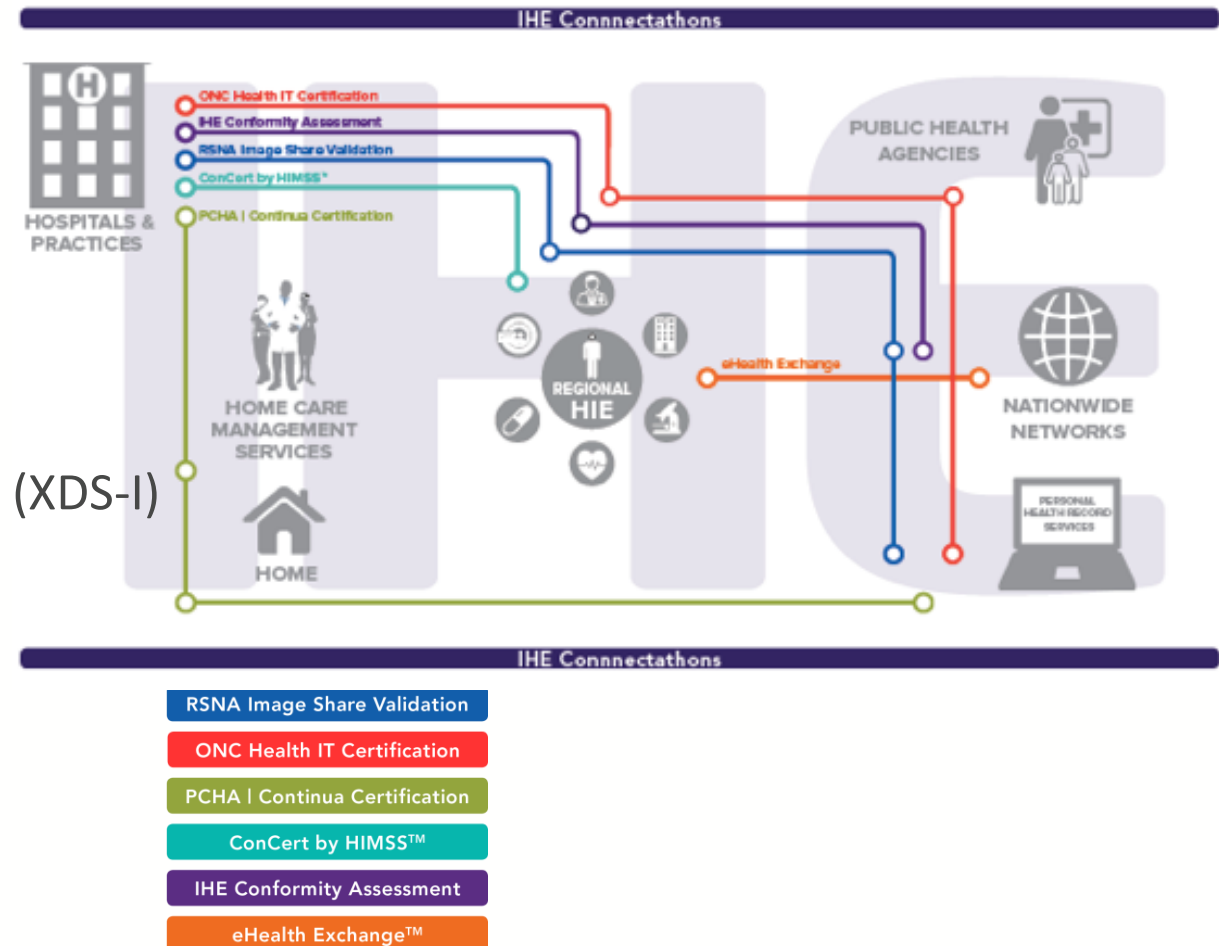 IHE Connnectathons
H
HOSPITALS &
PRACTICES
ONC Health IT Certification
IHE Conformity Assessment
RSNA Image Share Validation
ConCert by HIMSS®
PCHA | Continua Certification
PUBLIC HEALTH
AGENCIES
HOME CARE
MANAGEMENT
SERVICES
REGIONAL
HIE
eHealth Exchange
NATIONWIDE
NETWORKS
(XDS-I)
HOME
PERSONAL
HEALTH RECORD
SERVICES
IHE Connnectathons
RSNA Image Share Validation
ONC Health IT Certification
PCHA | Continua Certification
ConCert by HIMSS™
IHE Conformity Assessment
eHealth Exchange™